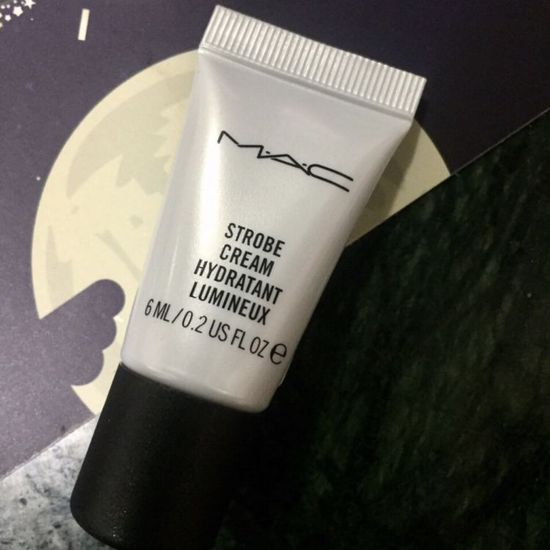 M·A·C
STROBE
CREAM
HYDRATANT
LUMINEUX
6 ML/0.2 US FL OZ℮